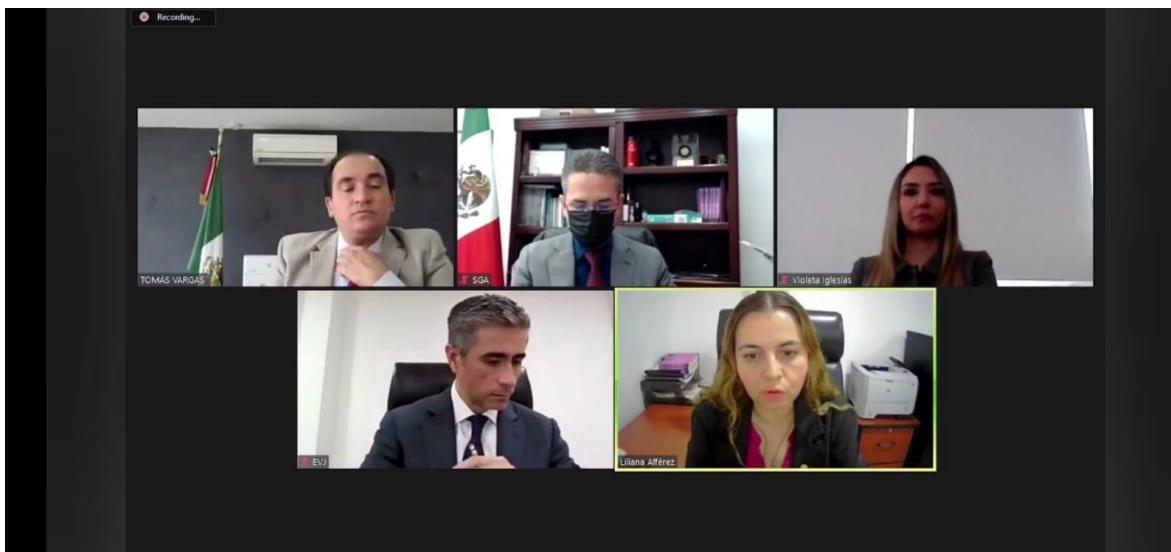 Recording...
TOMÁS VARGAS
SGA
Violeta Iglesias
EVJ
Liliana Alférez